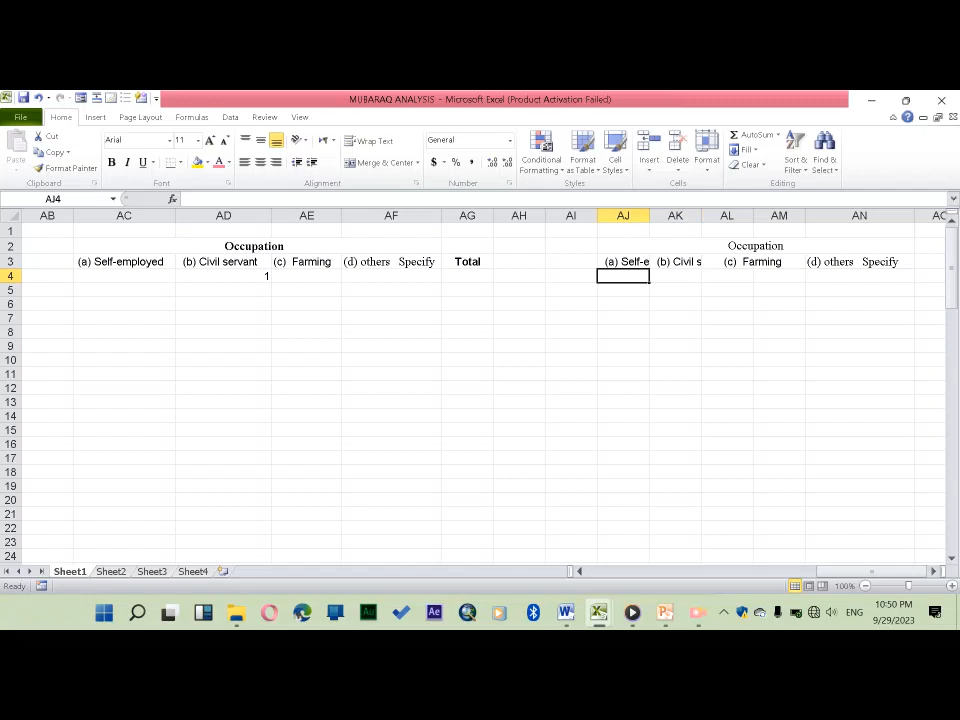 MUBARAQ ANALYSIS - Microsoft Excel (Product Activation Failed)
File Home Insert Page Layout Formulas Data Review View
Paste Cut Copy Format Painter Clipboard
Arial 11 B I U A Font
Wrap Text Merge & Center Alignment
General $ % , Number
Conditional Formatting Format as Table Cell Styles Styles
Insert Delete Format Cells
AutoSum Fill Clear Sort & Filter Find & Select Editing
AJ4 fx
AB AC AD AE AF AG AH AI AJ AK AL AM AN AO
1
2 Occupation Occupation
3 (a) Self-employed (b) Civil servant (c) Farming (d) others Specify Total (a) Self-e (b) Civil s (c) Farming (d) others Specify
4 1
5
6
7
8
9
10
11
12
13
14
15
16
17
18
19
20
21
22
23
24
Sheet1 Sheet2 Sheet3 Sheet4
Ready 100%
Au Ae ENG 10:50 PM
9/29/2023